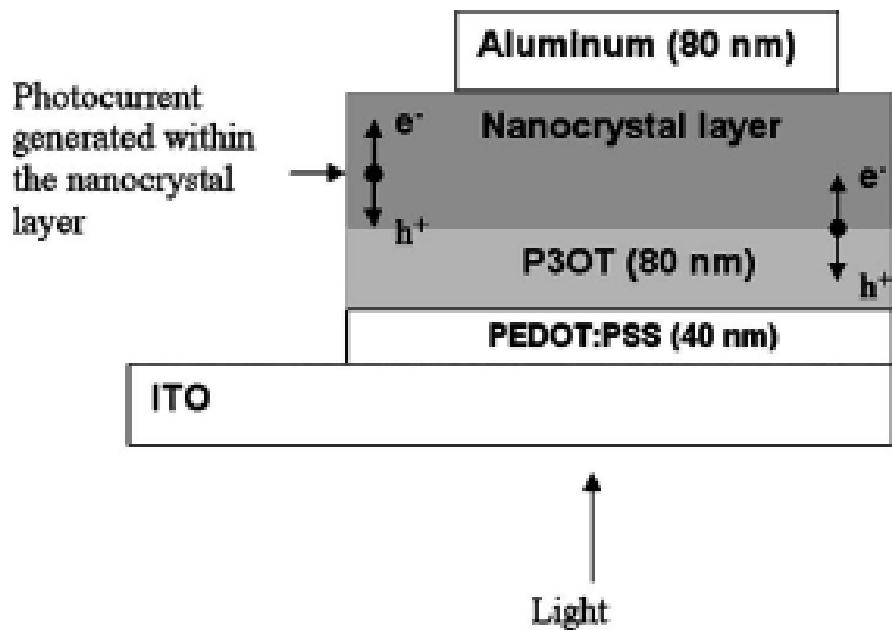 Aluminum (80 nm)
Photocurrent
generated within
the nanocrystal
layer
e-
Nanocrystal layer
h+
e-
P3OT (80 nm)
h+
PEDOT:PSS (40 nm)
ITO
Light